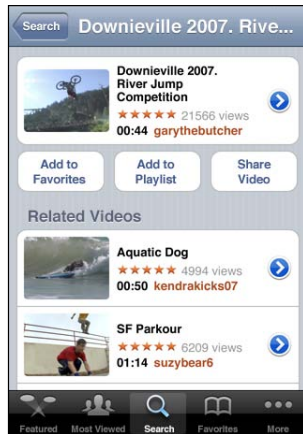 Search
Downieville 2007. Rive...
Downieville 2007.
River Jump
Competition
21566 views
00:44 garythebutcher
Add to
Favorites
Add to
Playlist
Share
Video
Related Videos
Aquatic Dog
4994 views
00:50 kendrakicks07
SF Parkour
6209 views
01:14 suzybear6
Featured
Most Viewed
Search
Favorites
More